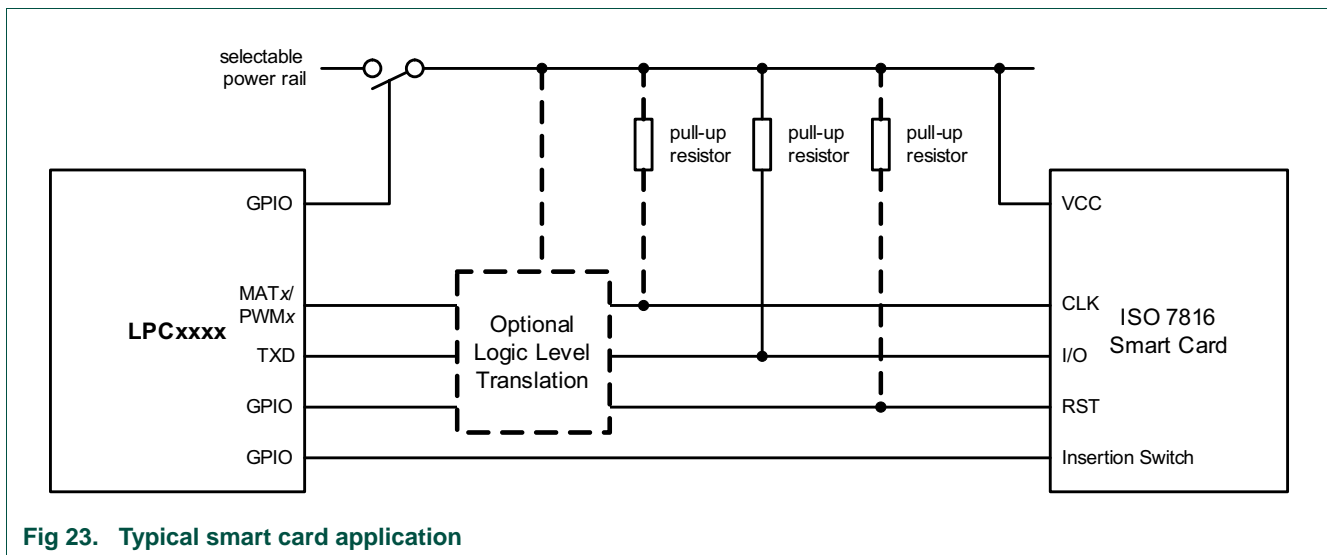 selectable
power rail
pull-up
resistor
pull-up
resistor
pull-up
resistor
LPCxxxx
GPIO
MATx/
PWMx
TXD
GPIO
GPIO
Optional
Logic Level
Translation
VCC
CLK
I/O
RST
Insertion Switch
ISO 7816
Smart Card
Fig 23. Typical smart card application